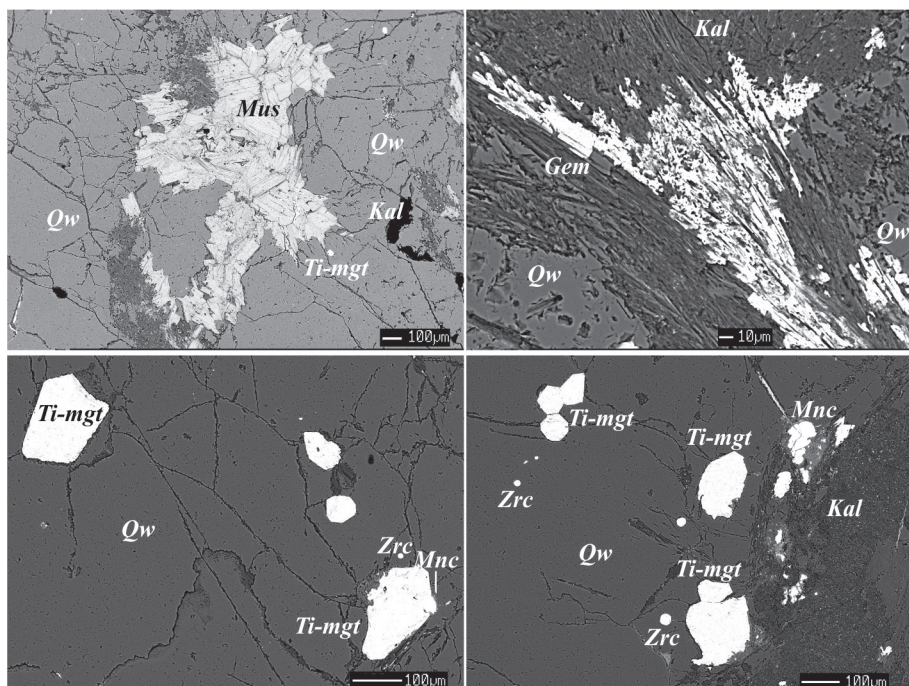 Mus
Qw
Qw
Kal
Ti-mgt
100μm
Kal
Gem
Qw
Qw
10μm
Ti-mgt
Qw
Zrc
Mnc
Ti-mgt
100μm
Ti-mgt
Mnc
Ti-mgt
Zrc
Kal
Qw
Ti-mgt
Zrc
100μm